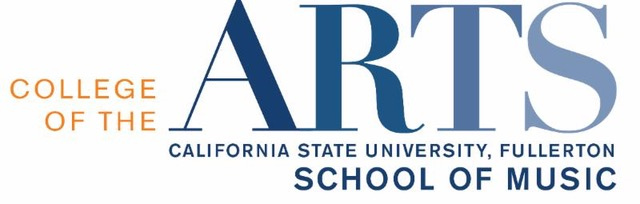 COLLEGE
OF THE ARTS
CALIFORNIA STATE UNIVERSITY, FULLERTON
SCHOOL OF MUSIC